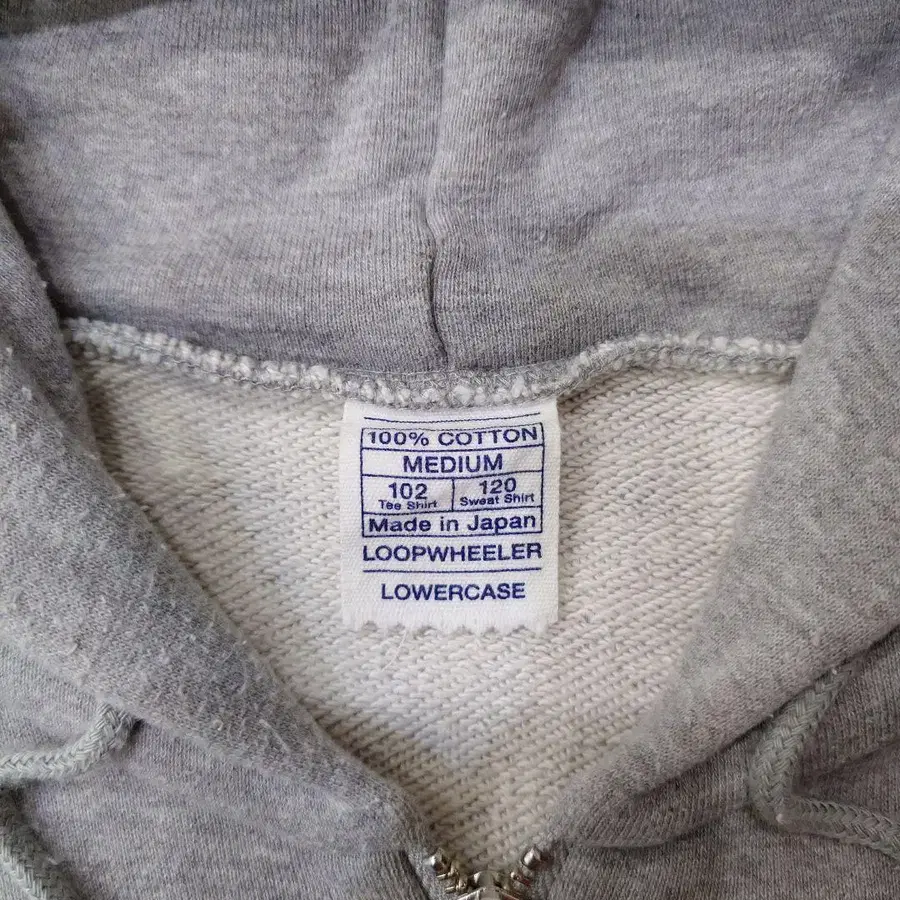 100% COTTON
MEDIUM
102 120
Tee Shirt Sweat Shirt
Made in Japan
LOOPWHEELER
LOWERCASE